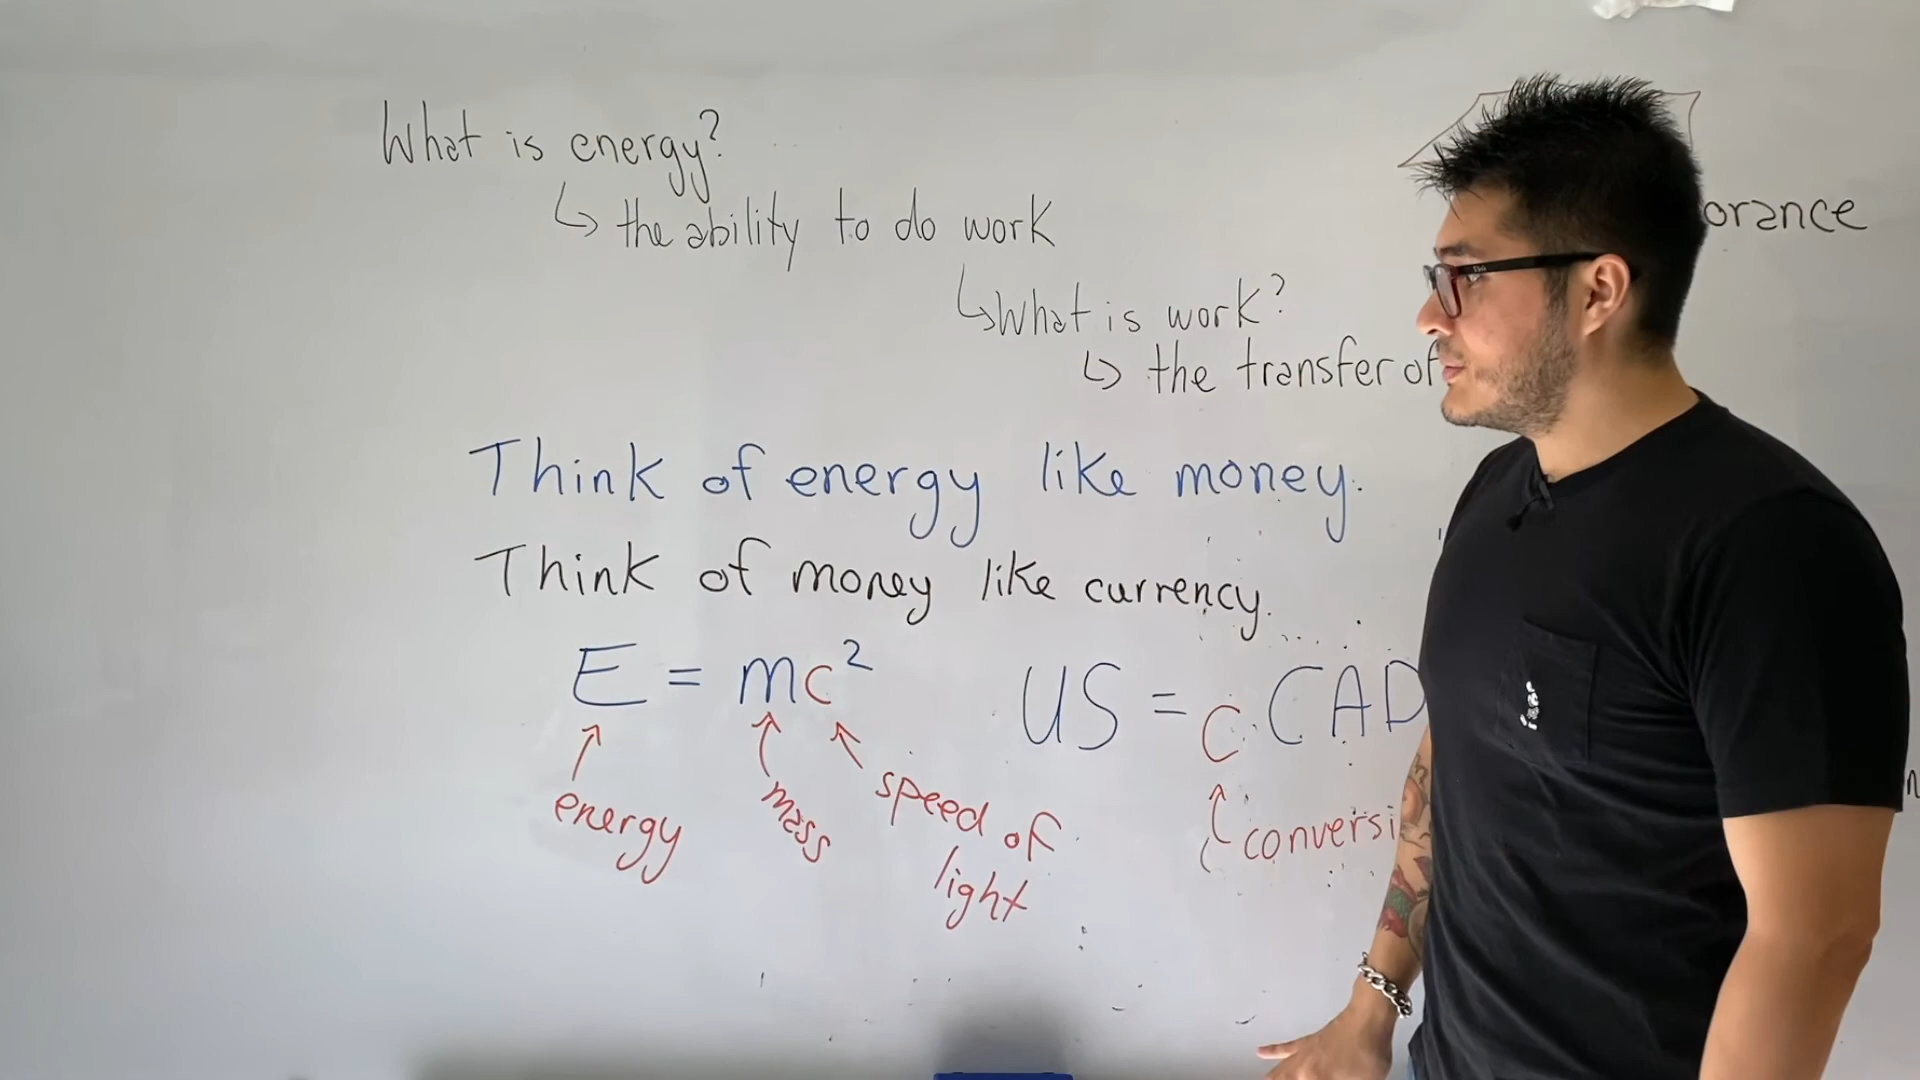 What is energy?
↳ the ability to do work
orance
↳ What is work?
↳ the transfer of
Think of energy like money.
Think of money like currency.
E = mc²
US = c·CAD
energy
mass
speed of
light
conversi